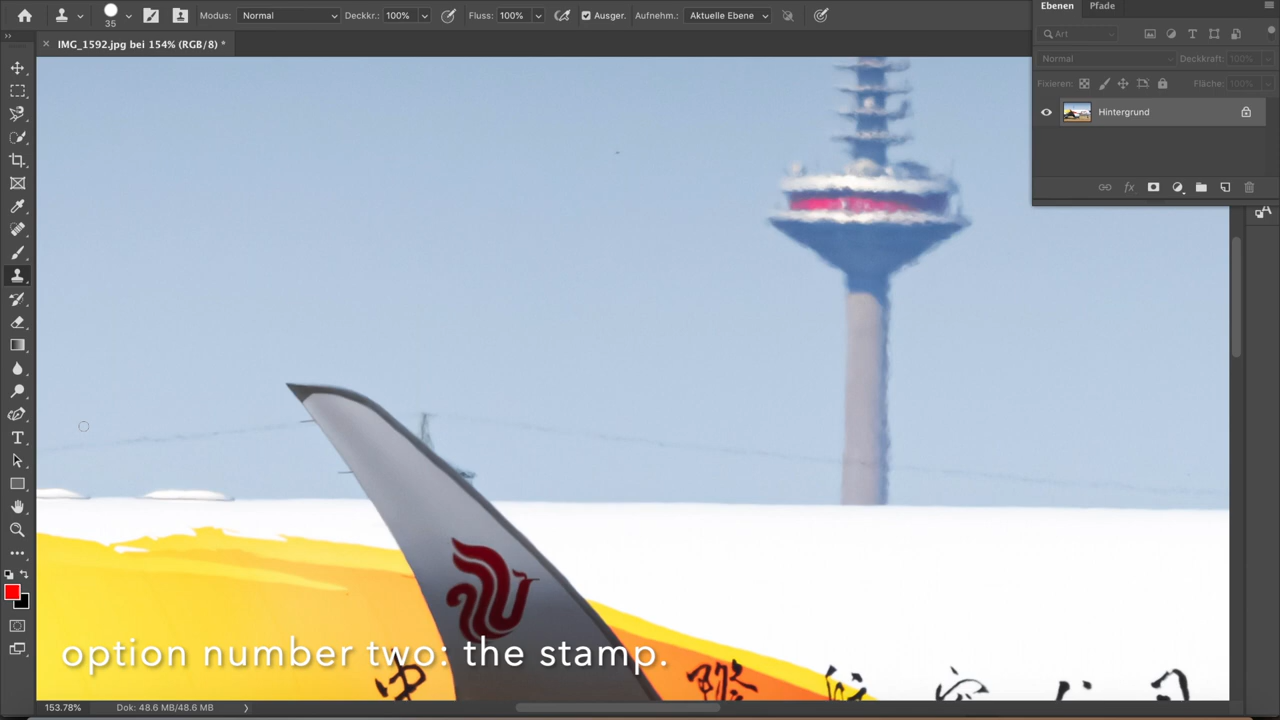 35
Modus:
Normal
Deckkr.:
100%
Fluss:
100%
Ausger.
Aufnehm.:
Aktuelle Ebene
Ebenen
Pfade
IMG_1592.jpg bei 154% (RGB/8) *
Art
Normal
Deckkraft:
100%
Fixieren:
Fläche:
100%
Hintergrund
fx
option number two: the stamp.
153.78%
Dok: 48.6 MB/48.6 MB